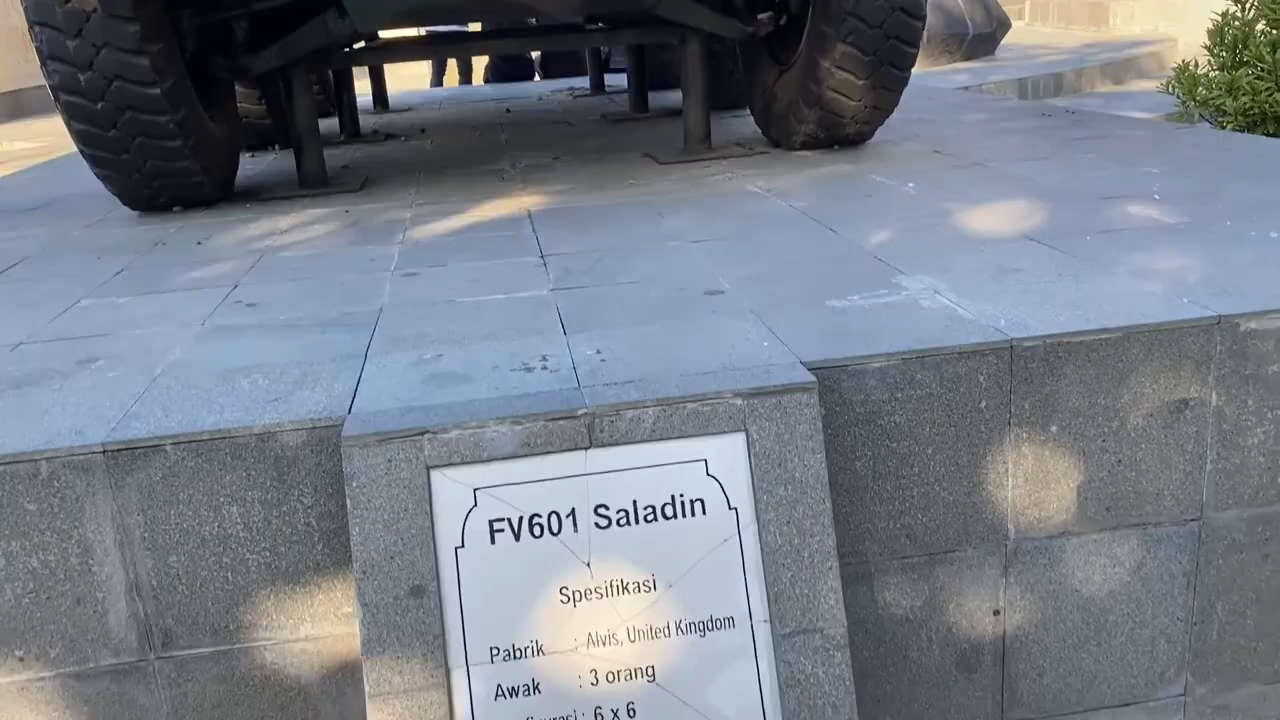 FV601 Saladin
Spesifikasi
Pabrik : Alvis, United Kingdom
Awak : 3 orang
: 6 x 6